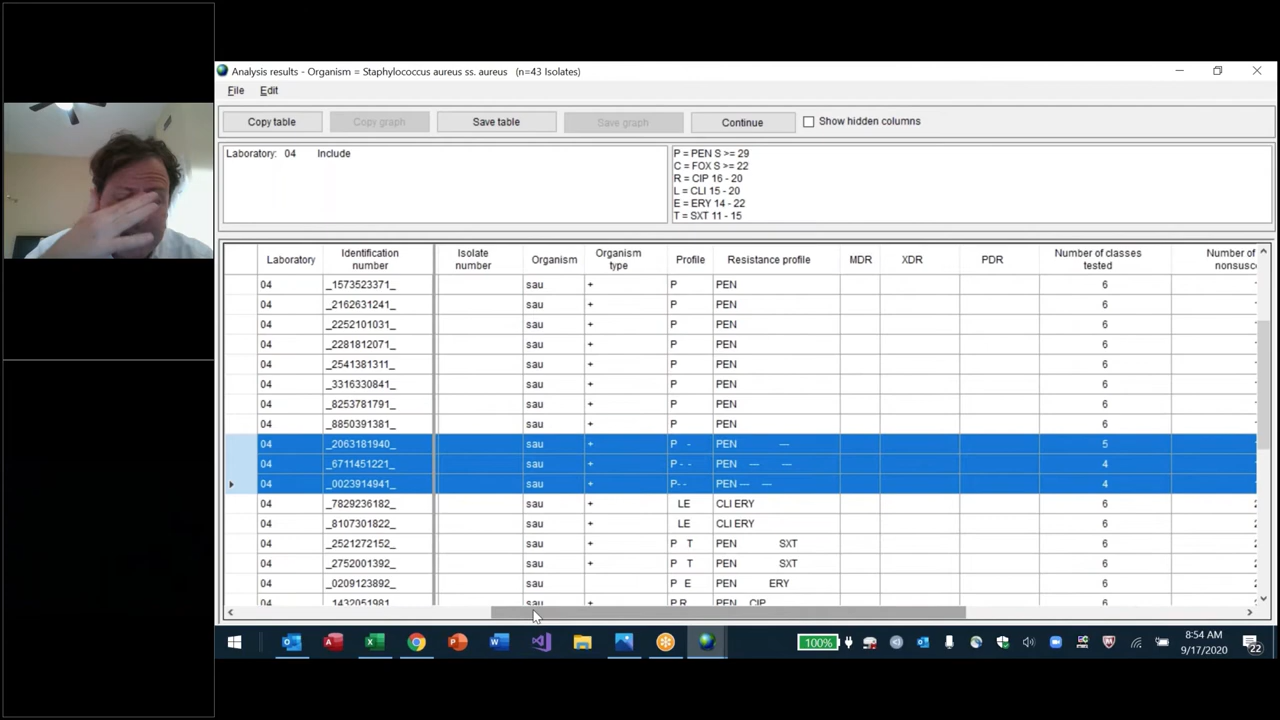 Analysis results - Organism = Staphylococcus aureus ss. aureus (n=43 Isolates)
File Edit
Copy table Copy graph Save table Save graph Continue Show hidden columns
Laboratory: 04 Include
P = PEN S >= 29
C = FOX S >= 22
R = CIP 16 - 20
L = CLI 15 - 20
E = ERY 14 - 22
T = SXT 11 - 15
Laboratory Identification number Isolate number Organism Organism type Profile Resistance profile MDR XDR PDR Number of classes tested Number of nonsusc
04 _1573523371_ sau + P PEN 6
04 _2162631241_ sau + P PEN 6
04 _2252101031_ sau + P PEN 6
04 _2281812071_ sau + P PEN 6
04 _2541381311_ sau + P PEN 6
04 _3316330841_ sau + P PEN 6
04 _8253781791_ sau + P PEN 6
04 _8850391381_ sau + P PEN 6
04 _2063181940_ sau + P - PEN --- 5
04 _6711451221_ sau + P - - PEN --- --- 4
04 _0023914941_ sau + P- - PEN --- --- 4
04 _7829236182_ sau + LE CLI ERY 6
04 _8107301822_ sau + LE CLI ERY 6
04 _2521272152_ sau + P T PEN SXT 6
04 _2752001392_ sau + P T PEN SXT 6
04 _0209123892_ sau P E PEN ERY 6
04 _1432051981_ sau + P R PEN CIP 6
100%
8:54 AM
9/17/2020
22